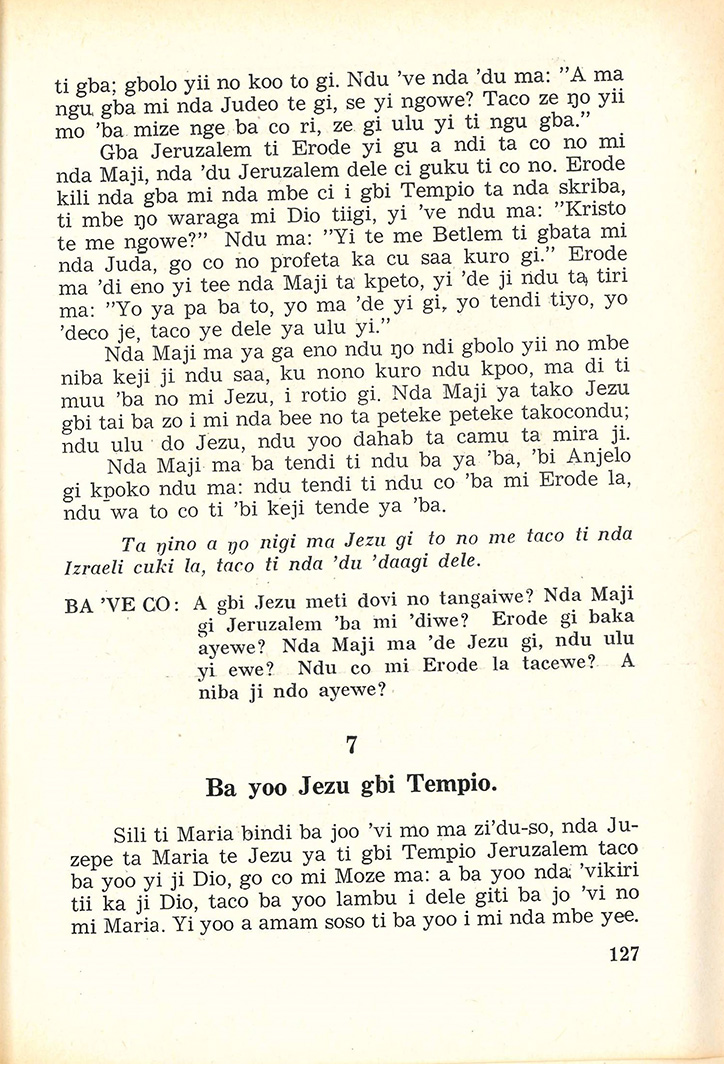 ti gba; gbolo yii no koo to gi. Ndu 've nda 'du ma: "A ma
ngu gba mi nda Judeo te gi, se yi ngowe? Taco ze ŋo yii
mo 'ba mize nge ba co ri, ze gi ulu yi ti ngu gba."
Gba Jeruzalem ti Erode yi gu a ndi ta co no mi
nda Maji, nda 'du Jeruzalem dele ci guku ti co no. Erode
kili nda gba mi nda mbe ci i gbi Tempio ta nda skriba,
ti mbe ŋo waraga mi Dio tiigi, yi 've ndu ma: "Kristo
te me ngowe?" Ndu ma: "Yi te me Betlem ti gbata mi
nda Juda, go co no profeta ka cu saa kuro gi." Erode
ma 'di eno yi tee nda Maji ta kpeto, yi 'de ji ndu ta tiri
ma: "Yo ya pa ba to, yo ma 'de yi gi, yo tendi tiyo, yo
'deco je, taco ye dele ya ulu yi."
Nda Maji ma ya ga eno ndu ŋo ndi gbolo yii no mbe
niba keji ji ndu saa, ku nono kuro ndu kpoo, ma di ti
muu 'ba no mi Jezu, i rotio gi. Nda Maji ya tako Jezu
gbi tai ba zo i mi nda bee no ta peteke peteke takocondu;
ndu ulu do Jezu, ndu yoo dahab ta camu ta mira ji.
Nda Maji ma ba tendi ti ndu ba ya 'ba, 'bi Anjelo
gi kpoko ndu ma: ndu tendi ti ndu co 'ba mi Erode la,
ndu wa to co ti 'bi keji tende ya 'ba.
Ta ŋino a ŋo nigi ma Jezu gi to no me taco ti nda
Izraeli cuki la, taco ti nda 'du 'daagi dele.
BA 'VE CO: A gbi Jezu meti dovi no tangaiwe? Nda Maji
gi Jeruzalem 'ba mi 'diwe? Erode gi baka
ayewe? Nda Maji ma 'de Jezu gi, ndu ulu
yi ewe? Ndu co mi Erode la tacewe? A
niba ji ndo ayewe?
7
Ba yoo Jezu gbi Tempio.
Sili ti Maria bindi ba joo 'vi mo ma zi'du-so, nda Ju-
zepe ta Maria te Jezu ya ti gbi Tempio Jeruzalem taco
ba yoo yi ji Dio, go co mi Moze ma: a ba yoo nda 'vikiri
tii ka ji Dio, taco ba yoo lambu i dele giti ba jo 'vi no
mi Maria. Yi yoo a amam soso ti ba yoo i mi nda mbe yee.
127